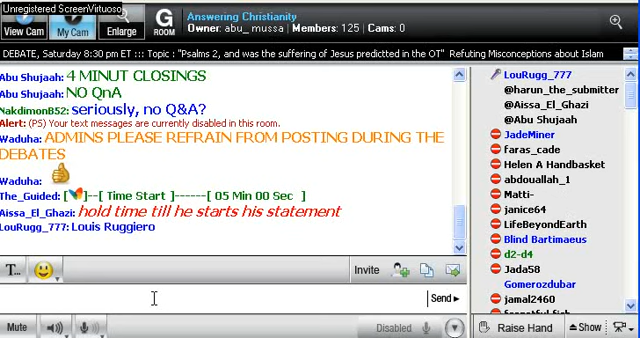 Unregistered ScreenVirtuoso
View Cam
My Cam
Enlarge
G
ROOM
Answering Christianity
Owner: abu_ mussa | Members: 125 | Cams: 0
DEBATE, Saturday 8:30 pm ET ::: Topic : "Psalms 2, and was the suffering of Jesus predictted in the OT" Refuting Misconceptions about Islam
Abu Shujaah: 4 MINUT CLOSINGS
Abu Shujaah: NO QnA
NakdimonB52: seriously, no Q&A?
Alert: (P5) Your text messages are currently disabled in this room.
Waduha: ADMINS PLEASE REFRAIN FROM POSTING DURING THE
DEBATES
Waduha:
The_Guided: [ ]--[ Time Start ]------[ 05 Min 00 Sec ]
Aissa_El_Ghazi: hold time till he starts his statement
LouRugg_777: Louis Ruggiero
T...
Invite
Send
Mute
Disabled
LouRugg_777
@harun_the_submitter
@Aissa_El_Ghazi
@Abu Shujaah
JadeMiner
faras_cade
Helen A Handbasket
abdouallah_1
Matti-
janice64
LifeBeyondEarth
Blind Bartimaeus
d2-d4
Jada58
Gomerozdubar
jamal2460
Raise Hand
Show